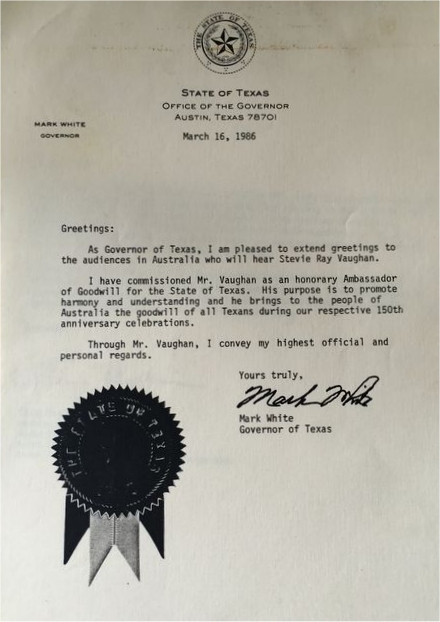 THE STATE OF TEXAS
STATE OF TEXAS
OFFICE OF THE GOVERNOR
AUSTIN, TEXAS 78701
MARK WHITE
GOVERNOR
March 16, 1986
Greetings:
As Governor of Texas, I am pleased to extend greetings to
the audiences in Australia who will hear Stevie Ray Vaughan.
I have commissioned Mr. Vaughan as an honorary Ambassador
of Goodwill for the State of Texas. His purpose is to promote
harmony and understanding and he brings to the people of
Australia the goodwill of all Texans during our respective 150th
anniversary celebrations.
Through Mr. Vaughan, I convey my highest official and
personal regards.
Yours truly,
Mark White
Mark White
Governor of Texas
THE STATE OF TEXAS